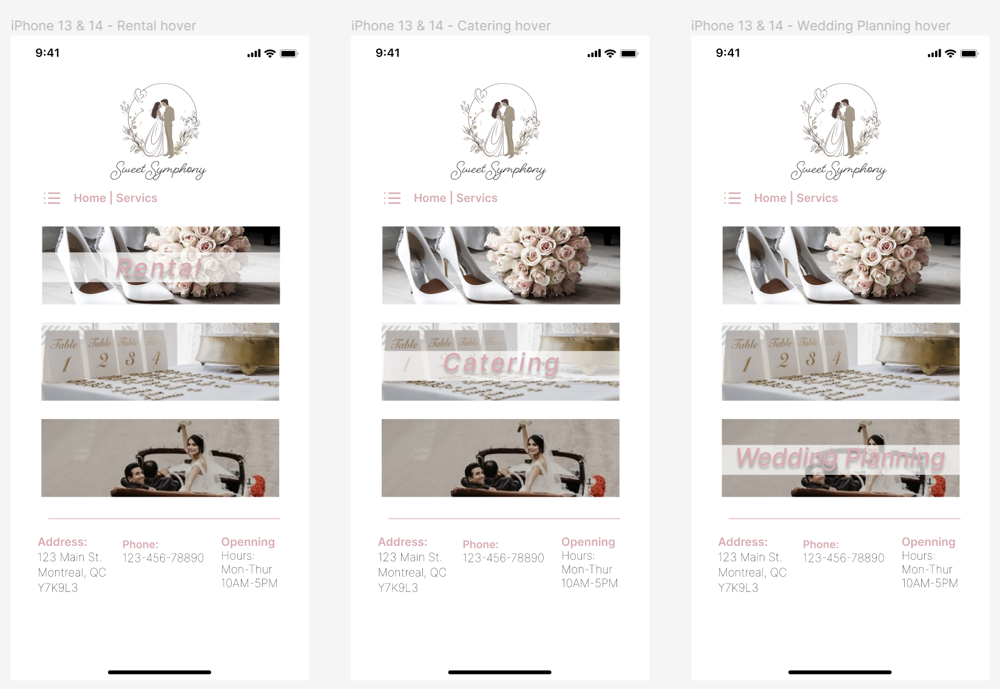 iPhone 13 & 14 - Rental hover
9:41
Sweet Symphony
Home | Servics
Rental
Table Table Table
1 2 3 4
Address:
123 Main St.
Montreal, QC
Y7K9L3
Phone:
123-456-78890
Openning
Hours:
Mon-Thur
10AM-5PM
iPhone 13 & 14 - Catering hover
9:41
Sweet Symphony
Home | Servics
Table Table Table
Catering
Address:
123 Main St.
Montreal, QC
Y7K9L3
Phone:
123-456-78890
Openning
Hours:
Mon-Thur
10AM-5PM
iPhone 13 & 14 - Wedding Planning hover
9:41
Sweet Symphony
Home | Servics
Table Table Table
1 2 3 4
Wedding Planning
Address:
123 Main St.
Montreal, QC
Y7K9L3
Phone:
123-456-78890
Openning
Hours:
Mon-Thur
10AM-5PM